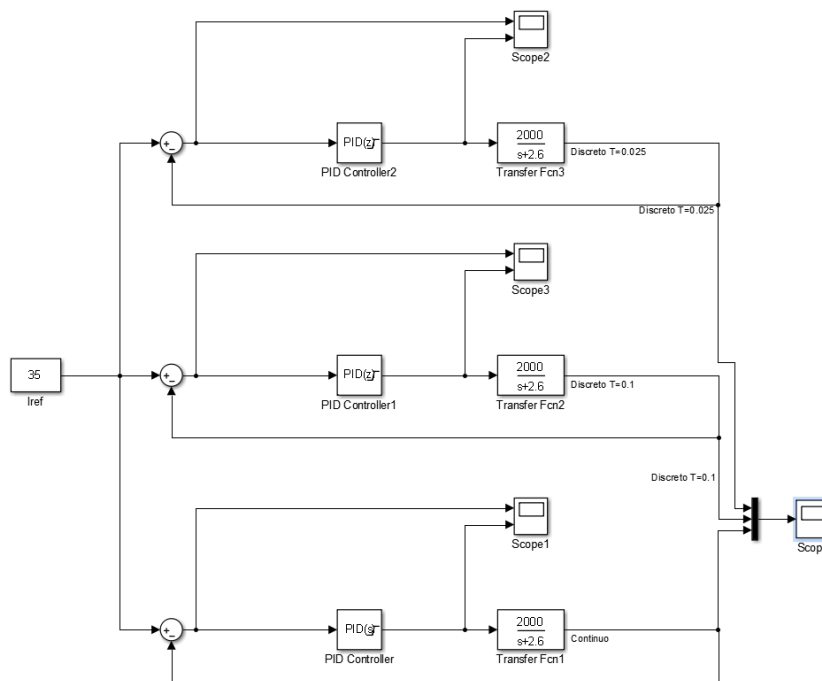 Scope2
+
−
PID(z)
2000
s+2.6
Discreto T=0.025
PID Controller2
Transfer Fcn3
Discreto T=0.025
Scope3
35
Iref
+
−
PID(z)
2000
s+2.6
Discreto T=0.1
PID Controller1
Transfer Fcn2
Discreto T=0.1
Scope1
Scop
+
−
PID(s)
2000
s+2.6
Continuo
PID Controller
Transfer Fcn1